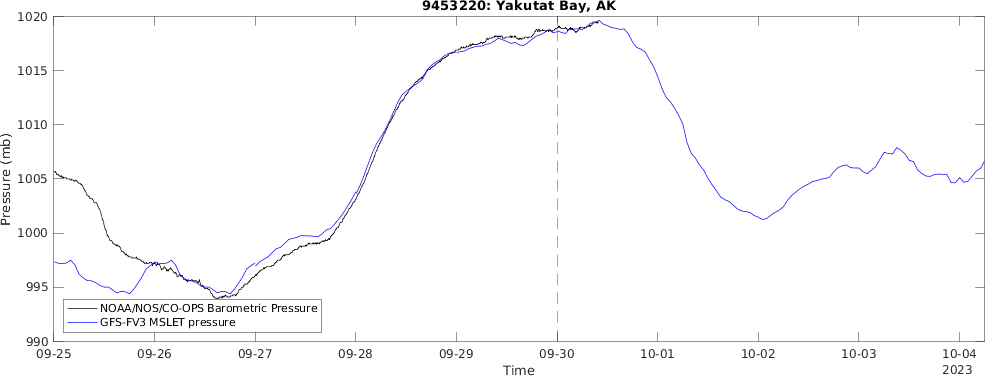 9453220: Yakutat Bay, AK
Pressure (mb)
1020
1015
1010
1005
1000
995
990
NOAA/NOS/CO-OPS Barometric Pressure
GFS-FV3 MSLET pressure
09-25 09-26 09-27 09-28 09-29 09-30 10-01 10-02 10-03 10-04
Time 2023